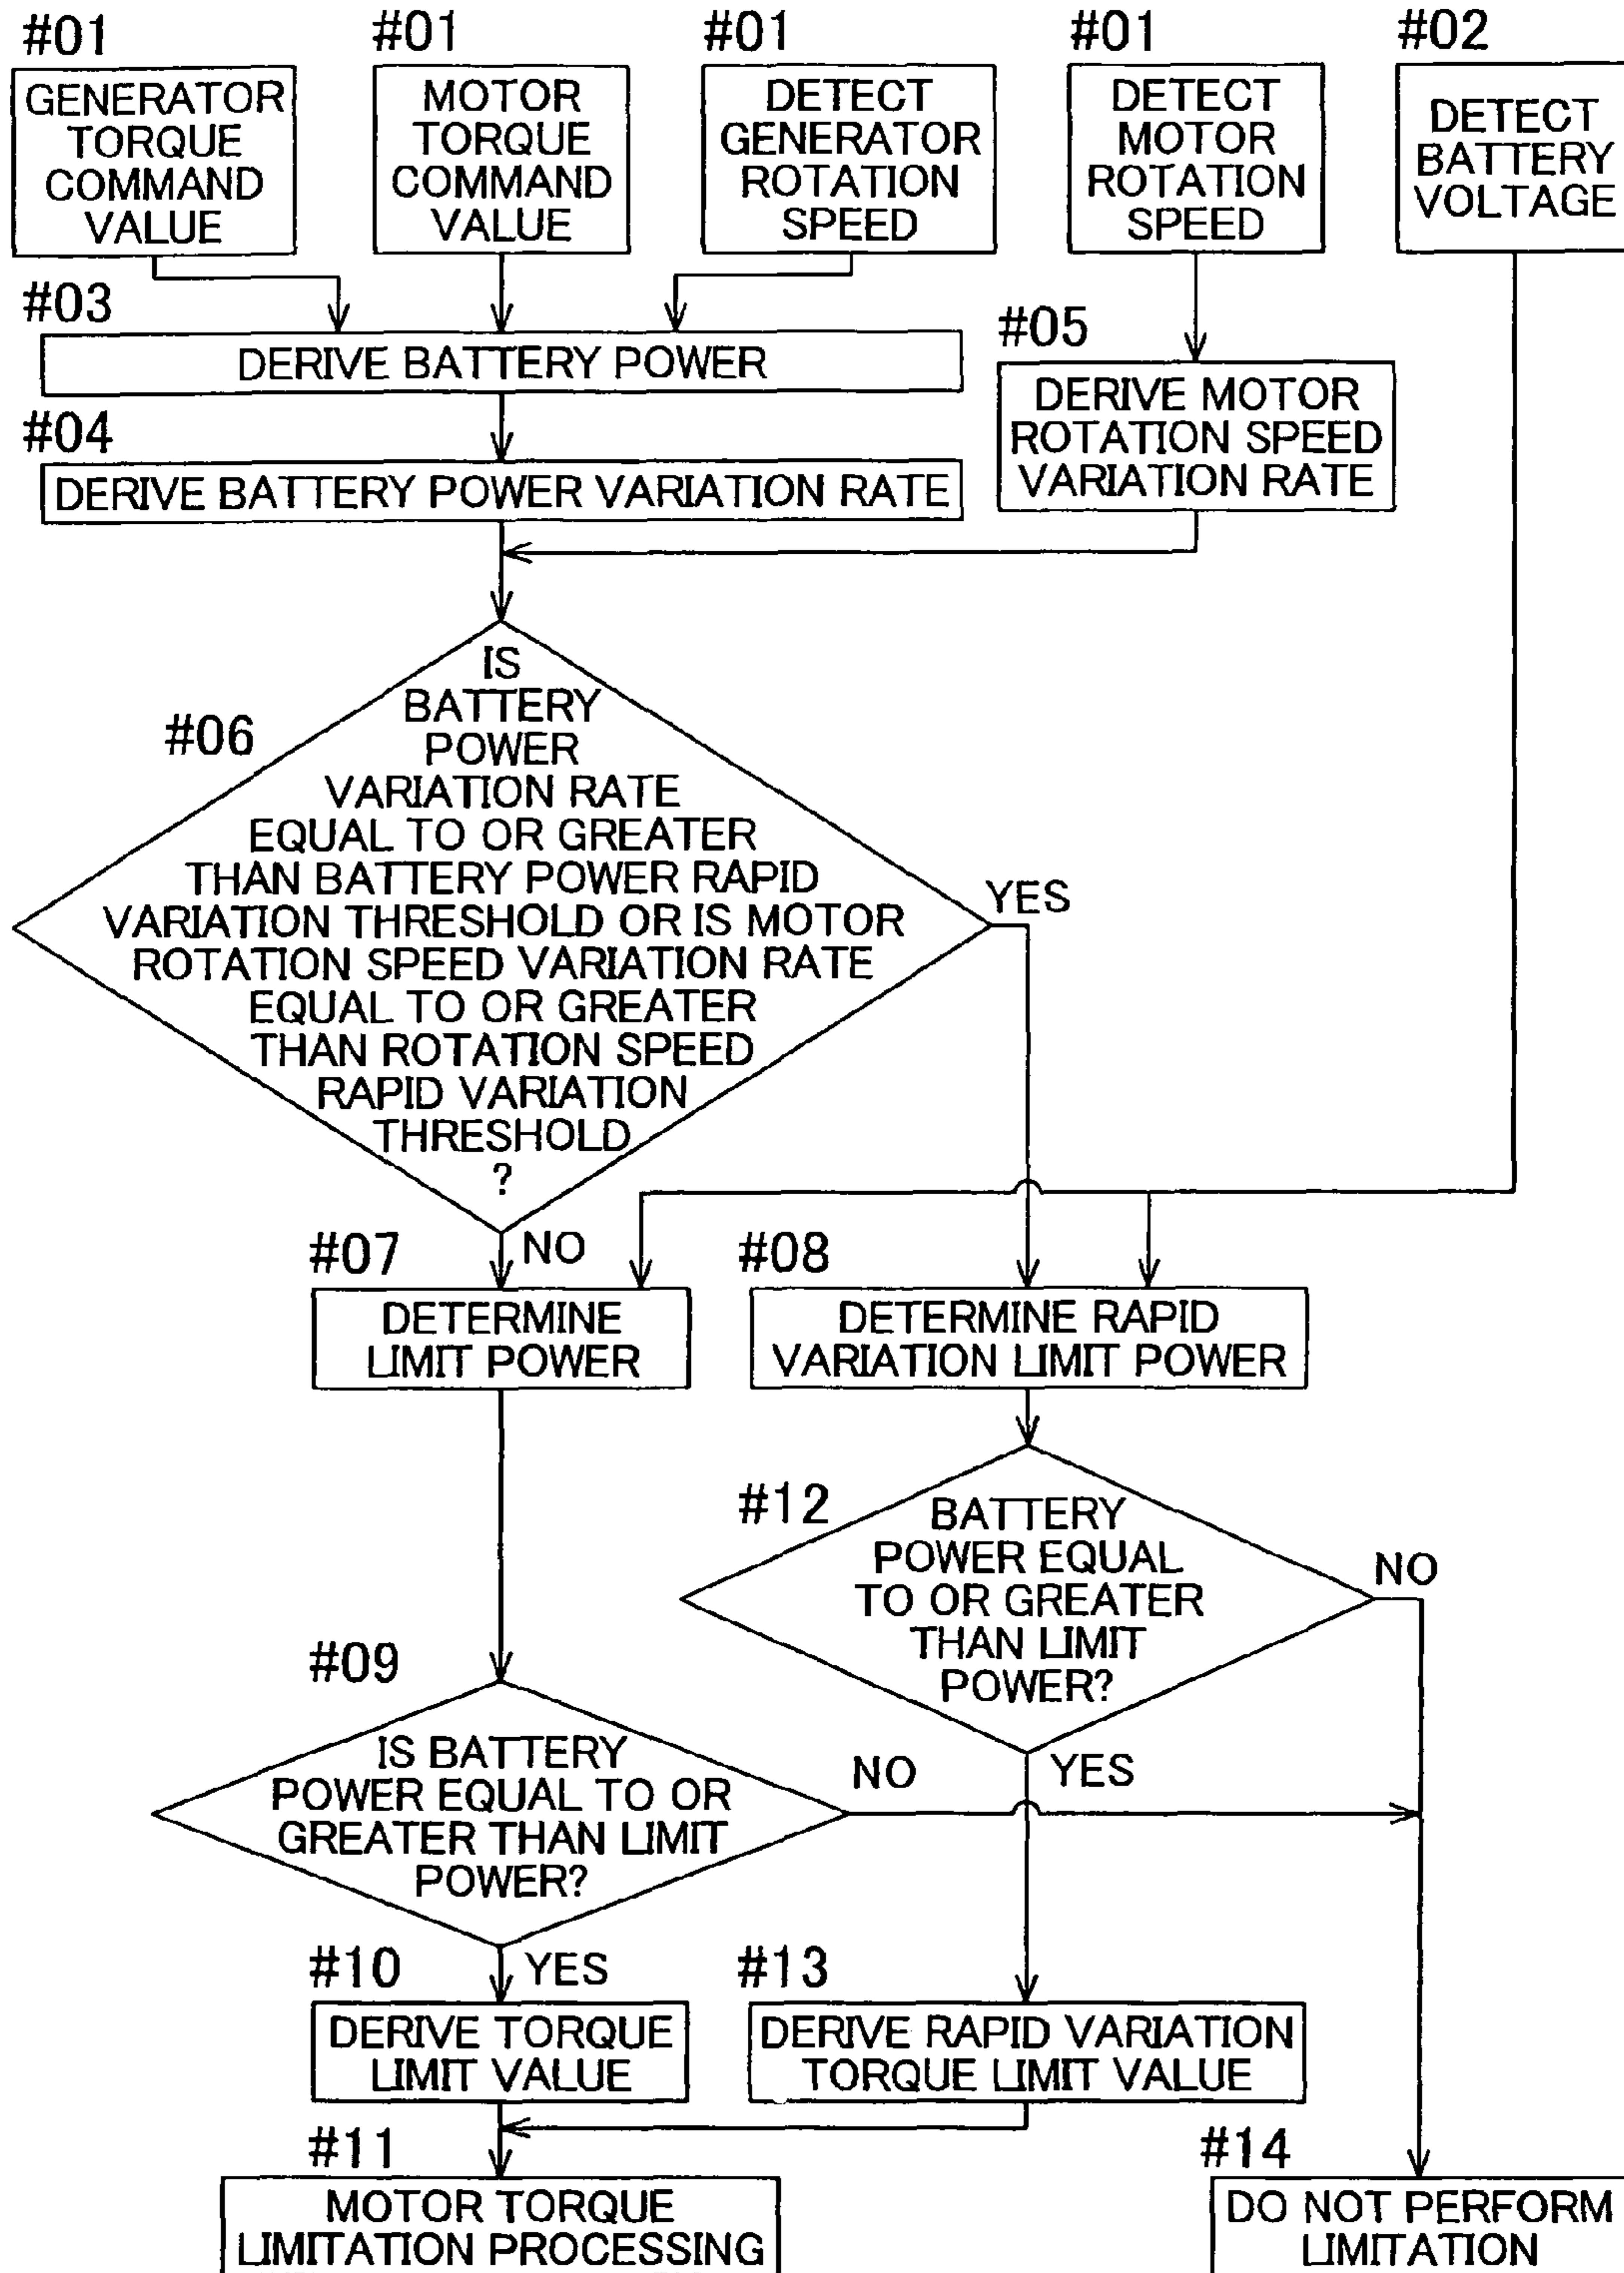 #01
GENERATOR
TORQUE
COMMAND
VALUE
#01
MOTOR
TORQUE
COMMAND
VALUE
#01
DETECT
GENERATOR
ROTATION
SPEED
#01
DETECT
MOTOR
ROTATION
SPEED
#02
DETECT
BATTERY
VOLTAGE
#03
DERIVE BATTERY POWER
#04
DERIVE BATTERY POWER VARIATION RATE
#05
DERIVE MOTOR
ROTATION SPEED
VARIATION RATE
#06
IS
BATTERY
POWER
VARIATION RATE
EQUAL TO OR GREATER
THAN BATTERY POWER RAPID
VARIATION THRESHOLD OR IS MOTOR
ROTATION SPEED VARIATION RATE
EQUAL TO OR GREATER
THAN ROTATION SPEED
RAPID VARIATION
THRESHOLD
?
YES
NO
#07
DETERMINE
LIMIT POWER
#08
DETERMINE RAPID
VARIATION LIMIT POWER
#12
BATTERY
POWER EQUAL
TO OR GREATER
THAN LIMIT
POWER?
NO
YES
#09
IS BATTERY
POWER EQUAL TO OR
GREATER THAN LIMIT
POWER?
NO
YES
#10
DERIVE TORQUE
LIMIT VALUE
#13
DERIVE RAPID VARIATION
TORQUE LIMIT VALUE
#11
MOTOR TORQUE
LIMITATION PROCESSING
#14
DO NOT PERFORM
LIMITATION